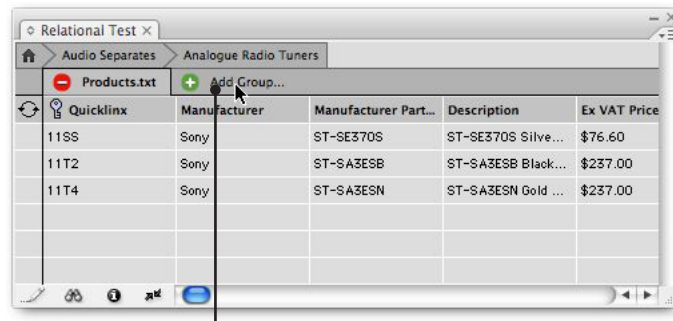 Relational Test
Audio Separates Analogue Radio Tuners
Products.txt Add Group...
Quicklinx Manufacturer Manufacturer Part... Description Ex VAT Price
11SS Sony ST-SE370S ST-SE370S Silve... $76.60
11T2 Sony ST-SA3ESB ST-SA3ESB Black... $237.00
11T4 Sony ST-SA3ESN ST-SA3ESN Gold ... $237.00